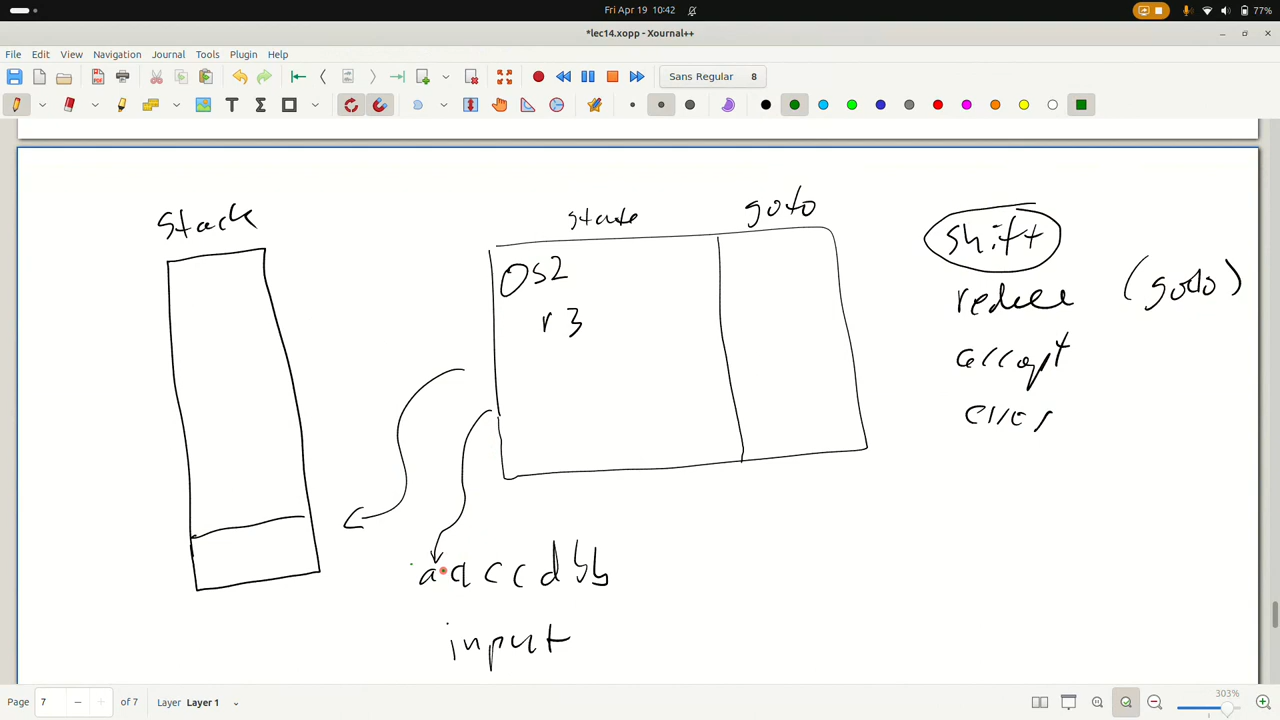 Fri Apr 19 10:42
77%
*lec14.xopp - Xournal++
File Edit View Navigation Journal Tools Plugin Help
Sans Regular 8
Stack
state
goto
shift
0s2
r3
reduce
(goto)
accept
error
a a c c d b b
input
Page 7 of 7 Layer Layer 1
303%